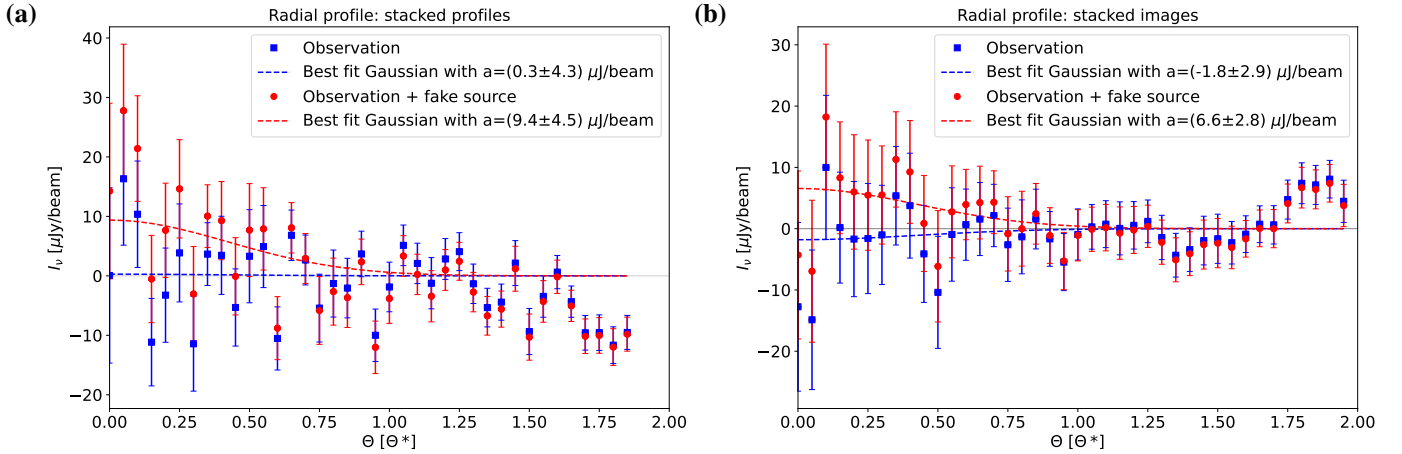 (a)
Radial profile: stacked profiles
Observation
Best fit Gaussian with a=(0.3±4.3) μJ/beam
Observation + fake source
Best fit Gaussian with a=(9.4±4.5) μJ/beam
I_ν [μJy/beam]
40
30
20
10
0
−10
−20
0.00 0.25 0.50 0.75 1.00 1.25 1.50 1.75 2.00
Θ [Θ*]
(b)
Radial profile: stacked images
Observation
Best fit Gaussian with a=(-1.8±2.9) μJ/beam
Observation + fake source
Best fit Gaussian with a=(6.6±2.8) μJ/beam
I_ν [μJy/beam]
30
20
10
0
−10
−20
0.00 0.25 0.50 0.75 1.00 1.25 1.50 1.75 2.00
Θ [Θ*]